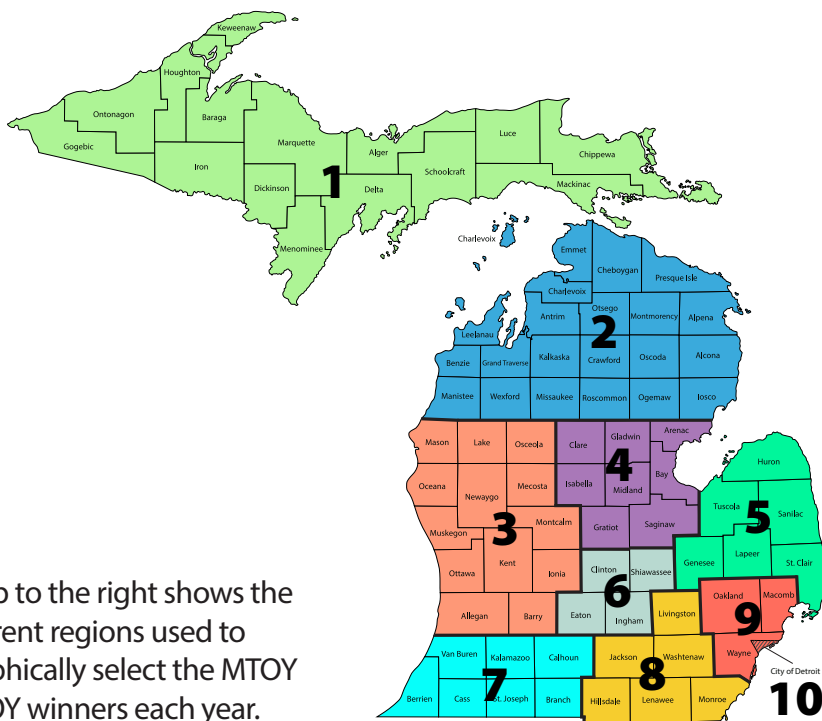 Keweenaw
Houghton
Ontonagon
Baraga
Gogebic
Marquette
Iron
Dickinson
1
Menominee
Alger
Delta
Schoolcraft
Luce
Chippewa
Mackinac
Charlevoix
Emmet
Cheboygan
Presque Isle
Charlevoix
Antrim
Otsego
Montmorency
Alpena
2
Leelanau
Benzie
Grand Traverse
Kalkaska
Crawford
Oscoda
Alcona
Manistee
Wexford
Missaukee
Roscommon
Ogemaw
Iosco
Mason
Lake
Osceola
Clare
Gladwin
Arenac
4
Bay
Huron
Oceana
Newaygo
Mecosta
Isabella
Midland
Tuscola
Sanilac
5
3
Montcalm
Gratiot
Saginaw
Muskegon
Genesee
Lapeer
St. Clair
Ottawa
Kent
Ionia
Clinton
Shiawassee
6
Eaton
Ingham
Livingston
Oakland
Macomb
9
Allegan
Barry
Wayne
Van Buren
Kalamazoo
Calhoun
Jackson
Washtenaw
City of Detroit
10
7
8
Berrien
Cass
St. Joseph
Branch
Hillsdale
Lenawee
Monroe
p to the right shows the
rent regions used to
phically select the MTOY
OY winners each year.